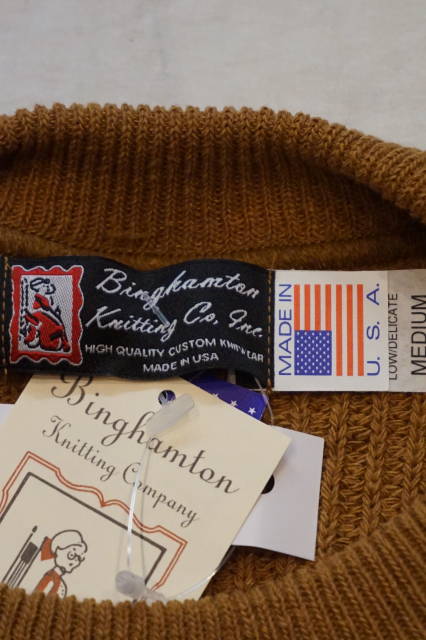 Binghamton
Knitting Co, Inc.
HIGH QUALITY CUSTOM KNITWEAR
MADE IN USA
MADE IN
U.S.A.
LOW/DELICATE
MEDIUM
Binghamton
Knitting Company